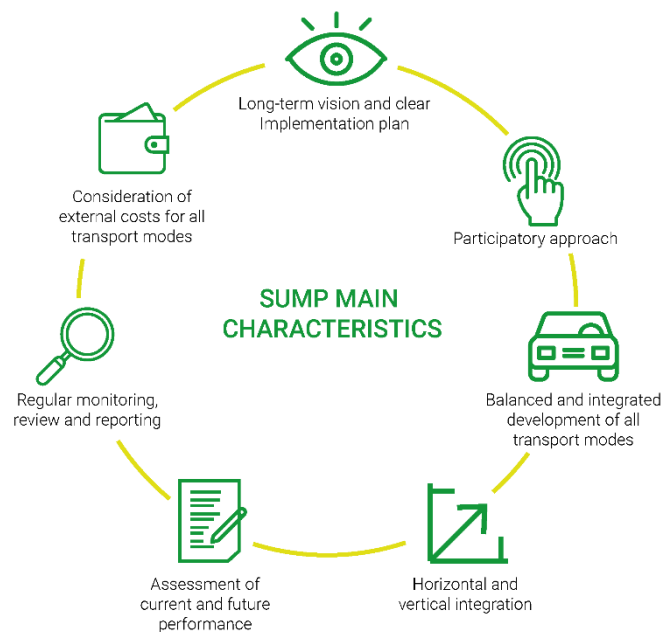 Long-term vision and clear
Implementation plan
Participatory approach
Balanced and integrated
development of all
transport modes
Horizontal and
vertical integration
Assessment of
current and future
performance
Regular monitoring,
review and reporting
Consideration of
external costs for all
transport modes
SUMP MAIN
CHARACTERISTICS